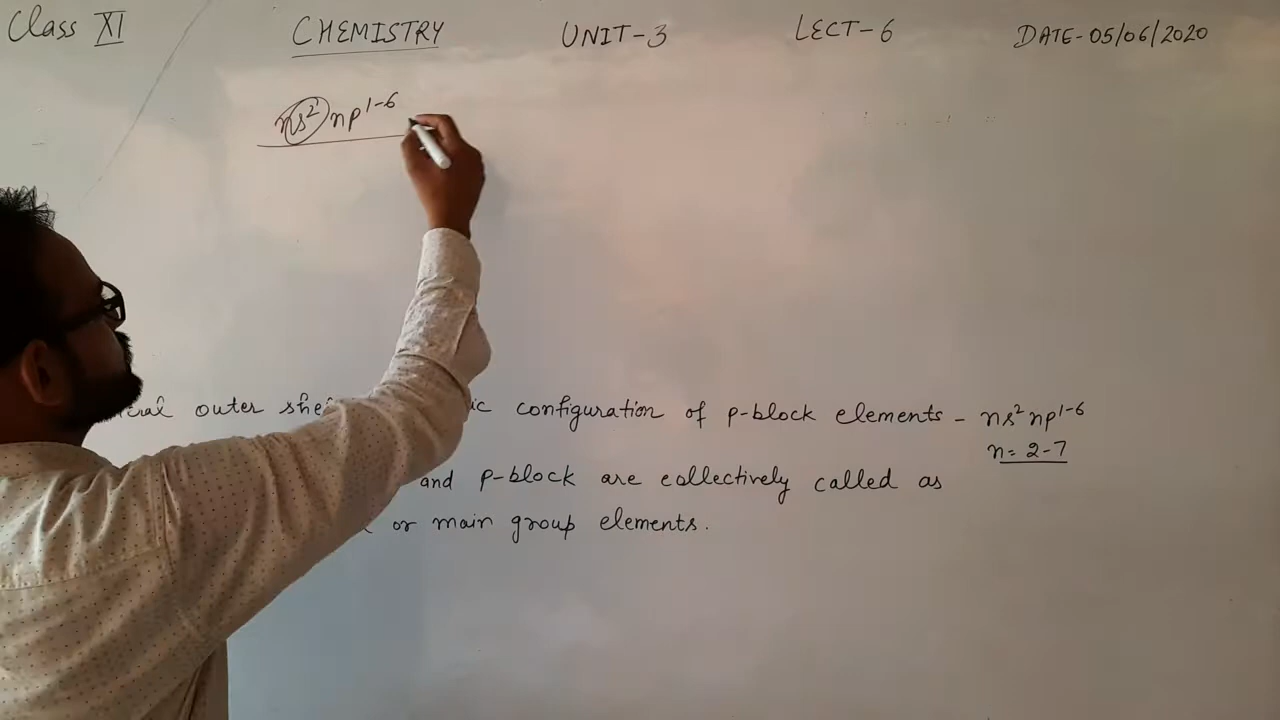 Class XI CHEMISTRY UNIT-3 LECT-6 DATE-05/06/2020
ns² np¹⁻⁶
outer configuration of p-block elements - ns² np¹⁻⁶
n = 2-7
and p-block are collectively called as
or main group elements.